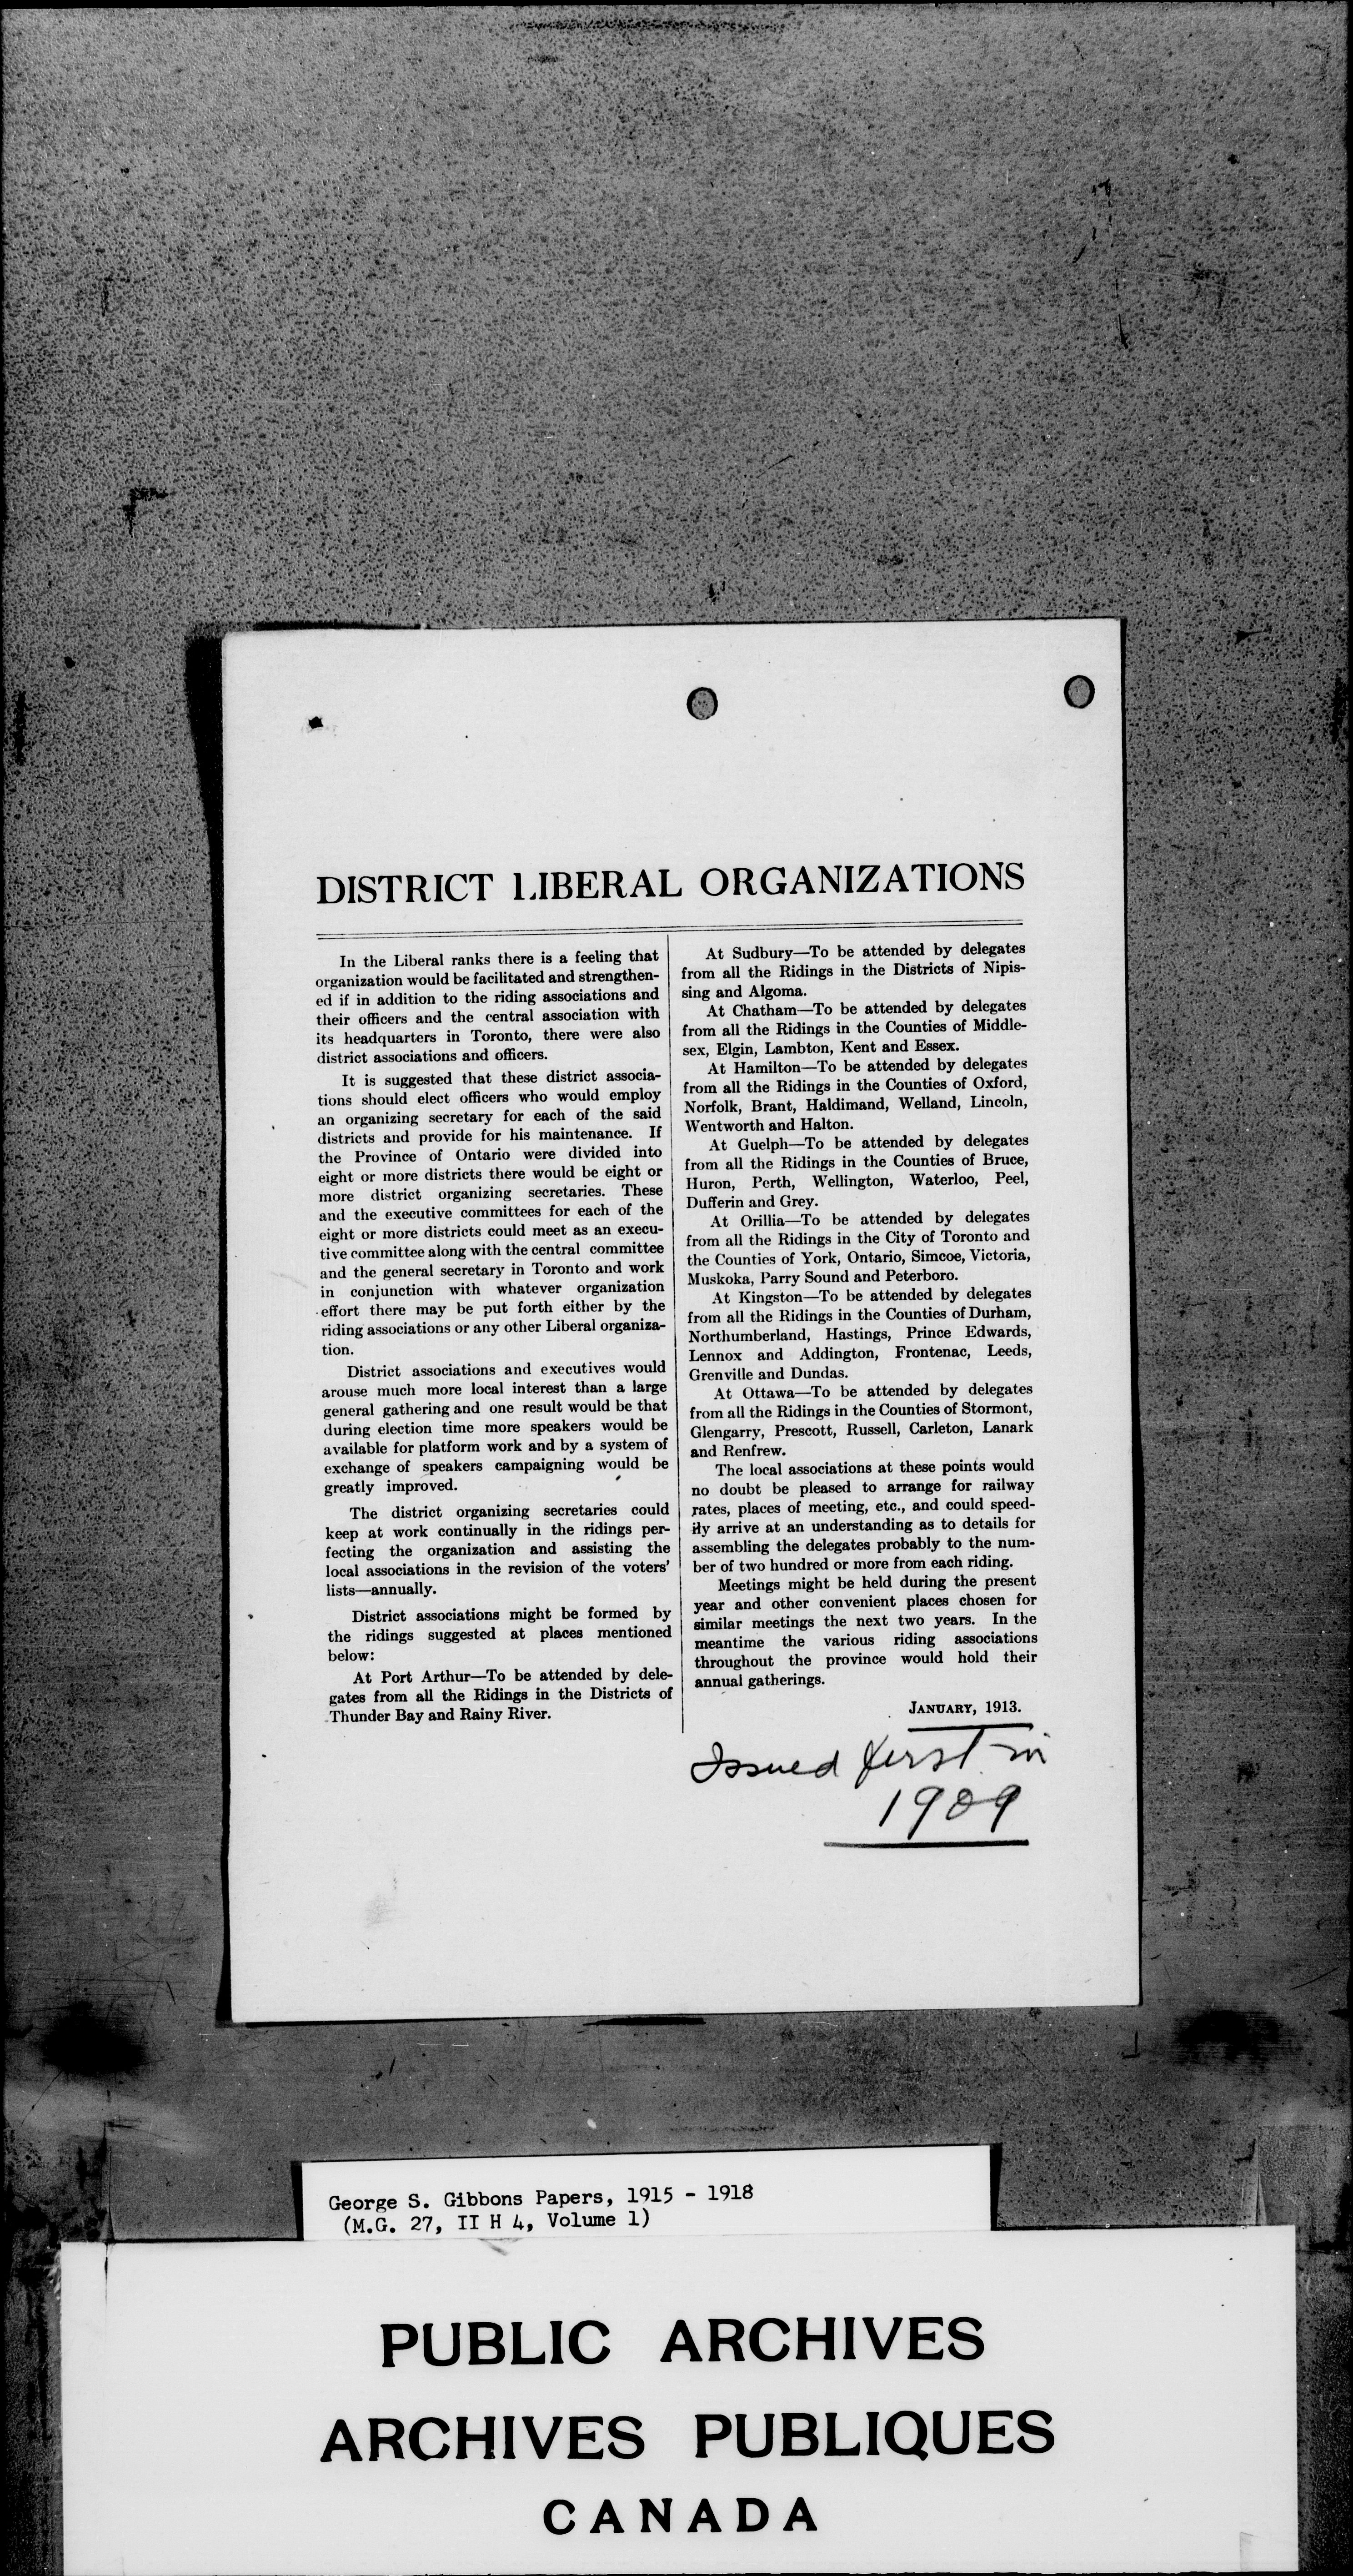 DISTRICT LIBERAL ORGANIZATIONS
In the Liberal ranks there is a feeling that
organization would be facilitated and strengthen-
ed if in addition to the riding associations and
their officers and the central association with
its headquarters in Toronto, there were also
district associations and officers.
It is suggested that these district associa-
tions should elect officers who would employ
an organizing secretary for each of the said
districts and provide for his maintenance. If
the Province of Ontario were divided into
eight or more districts there would be eight or
more district organizing secretaries. These
and the executive committees for each of the
eight or more districts could meet as an execu-
tive committee along with the central committee
and the general secretary in Toronto and work
in conjunction with whatever organization
effort there may be put forth either by the
riding associations or any other Liberal organiza-
tion.
District associations and executives would
arouse much more local interest than a large
general gathering and one result would be that
during election time more speakers would be
available for platform work and by a system of
exchange of speakers campaigning would be
greatly improved.
The district organizing secretaries could
keep at work continually in the ridings per-
fecting the organization and assisting the
local associations in the revision of the voters'
lists—annually.
District associations might be formed by
the ridings suggested at places mentioned
below:
At Port Arthur—To be attended by dele-
gates from all the Ridings in the Districts of
Thunder Bay and Rainy River.
At Sudbury—To be attended by delegates
from all the Ridings in the Districts of Nipis-
sing and Algoma.
At Chatham—To be attended by delegates
from all the Ridings in the Counties of Middle-
sex, Elgin, Lambton, Kent and Essex.
At Hamilton—To be attended by delegates
from all the Ridings in the Counties of Oxford,
Norfolk, Brant, Haldimand, Welland, Lincoln,
Wentworth and Halton.
At Guelph—To be attended by delegates
from all the Ridings in the Counties of Bruce,
Huron, Perth, Wellington, Waterloo, Peel,
Dufferin and Grey.
At Orillia—To be attended by delegates
from all the Ridings in the City of Toronto and
the Counties of York, Ontario, Simcoe, Victoria,
Muskoka, Parry Sound and Peterboro.
At Kingston—To be attended by delegates
from all the Ridings in the Counties of Durham,
Northumberland, Hastings, Prince Edwards,
Lennox and Addington, Frontenac, Leeds,
Grenville and Dundas.
At Ottawa—To be attended by delegates
from all the Ridings in the Counties of Stormont,
Glengarry, Prescott, Russell, Carleton, Lanark
and Renfrew.
The local associations at these points would
no doubt be pleased to arrange for railway
rates, places of meeting, etc., and could speed-
ily arrive at an understanding as to details for
assembling the delegates probably to the num-
ber of two hundred or more from each riding.
Meetings might be held during the present
year and other convenient places chosen for
similar meetings the next two years. In the
meantime the various riding associations
throughout the province would hold their
annual gatherings.
JANUARY, 1913.
Issued first in
1909
George S. Gibbons Papers, 1915 - 1918
(M.G. 27, II H 4, Volume 1)
PUBLIC ARCHIVES
ARCHIVES PUBLIQUES
CANADA